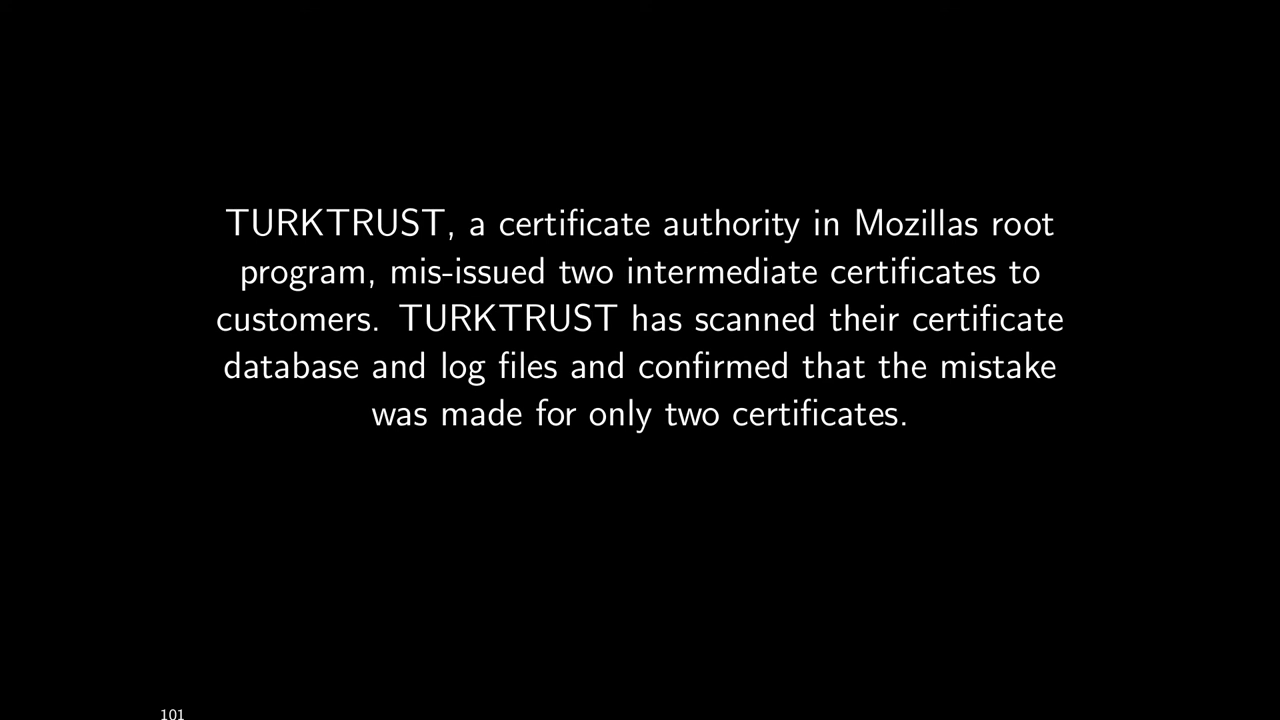 TURKTRUST, a certificate authority in Mozillas root
program, mis-issued two intermediate certificates to
customers. TURKTRUST has scanned their certificate
database and log files and confirmed that the mistake
was made for only two certificates.
101